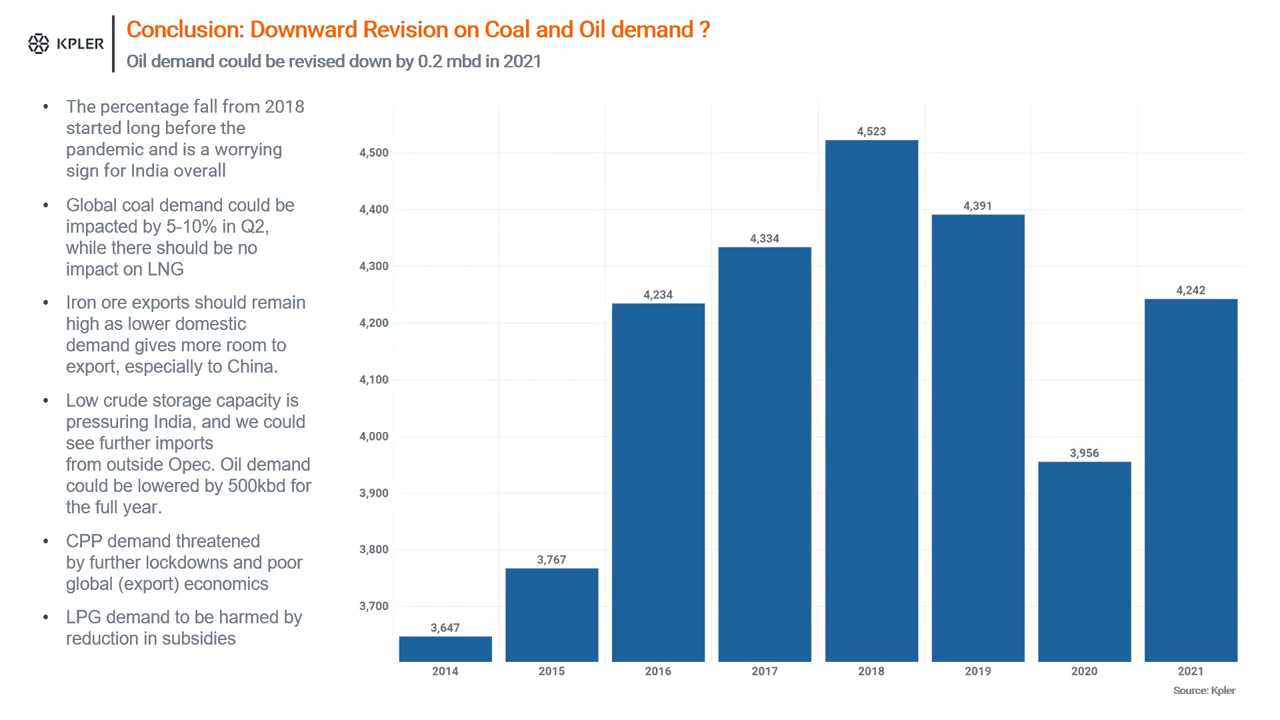 KPLER
Conclusion: Downward Revision on Coal and Oil demand ?
Oil demand could be revised down by 0.2 mbd in 2021
• The percentage fall from 2018
started long before the
pandemic and is a worrying
sign for India overall
• Global coal demand could be
impacted by 5-10% in Q2,
while there should be no
impact on LNG
• Iron ore exports should remain
high as lower domestic
demand gives more room to
export, especially to China.
• Low crude storage capacity is
pressuring India, and we could
see further imports
from outside Opec. Oil demand
could be lowered by 500kbd for
the full year.
• CPP demand threatened
by further lockdowns and poor
global (export) economics
• LPG demand to be harmed by
reduction in subsidies
4,500
4,400
4,300
4,200
4,100
4,000
3,900
3,800
3,700
3,647
3,767
4,234
4,334
4,523
4,391
3,956
4,242
2014 2015 2016 2017 2018 2019 2020 2021
Source: Kpler